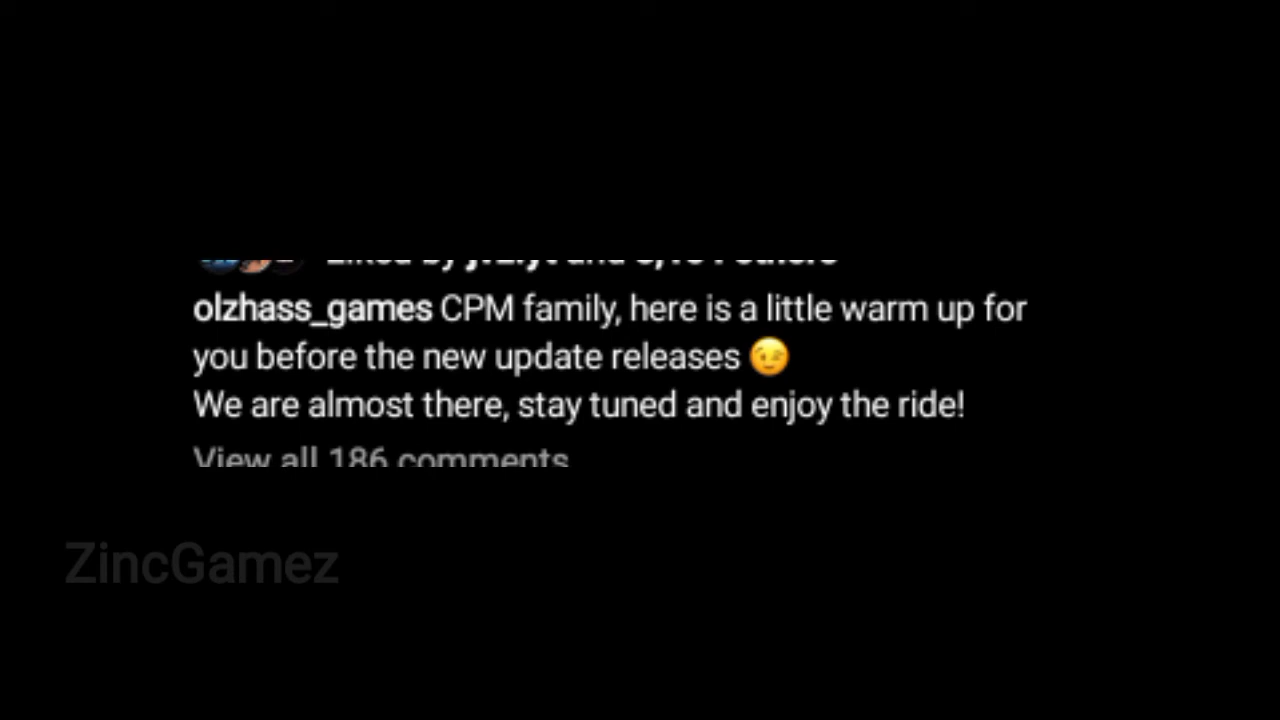 and
olzhass_games CPM family, here is a little warm up for
you before the new update releases 😉
We are almost there, stay tuned and enjoy the ride!
View all 186 comments
ZincGamez